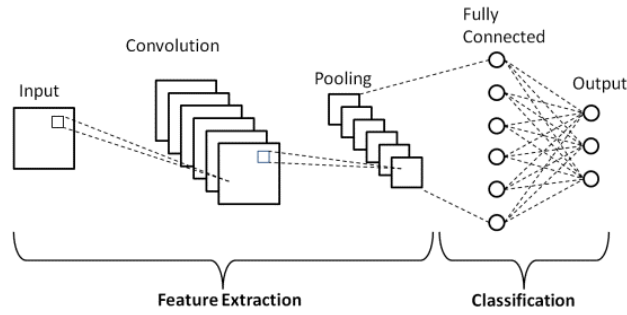 Input
Convolution
Pooling
Fully
Connected
Output
Feature Extraction
Classification